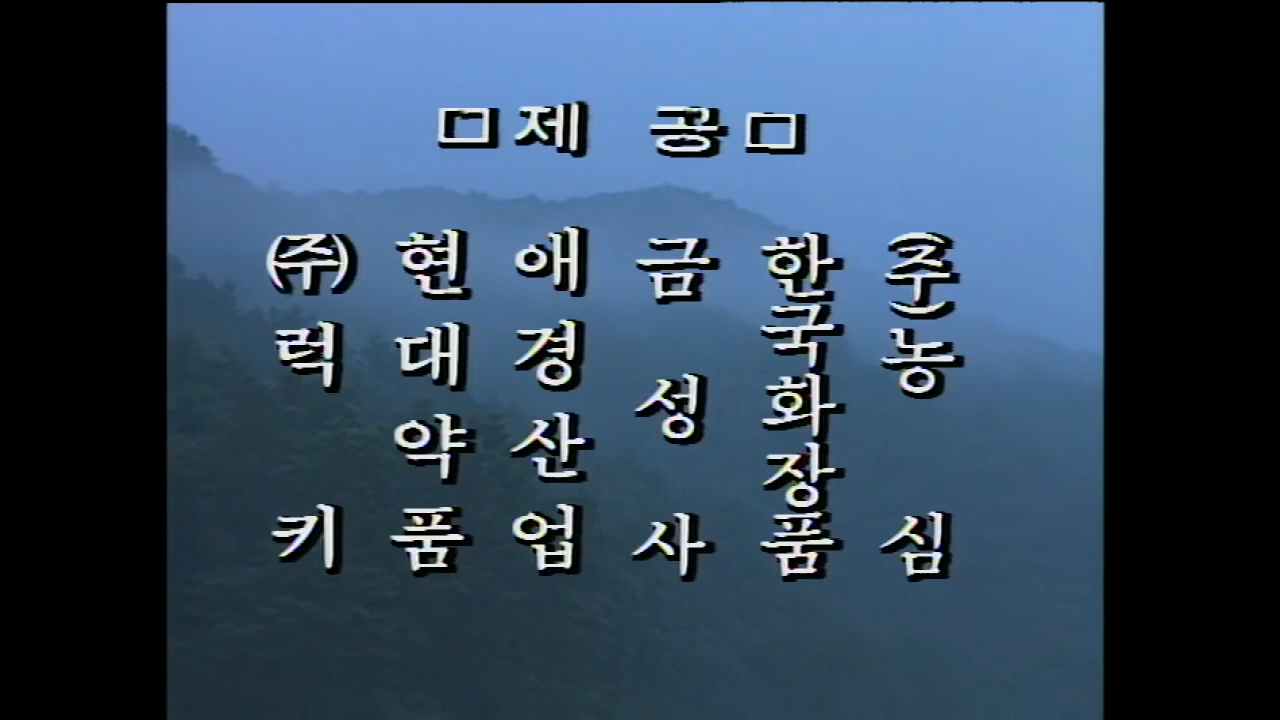 □제 공□
㈜럭키
현대약품
애경산업
금성사
한국화장품
(주)농심